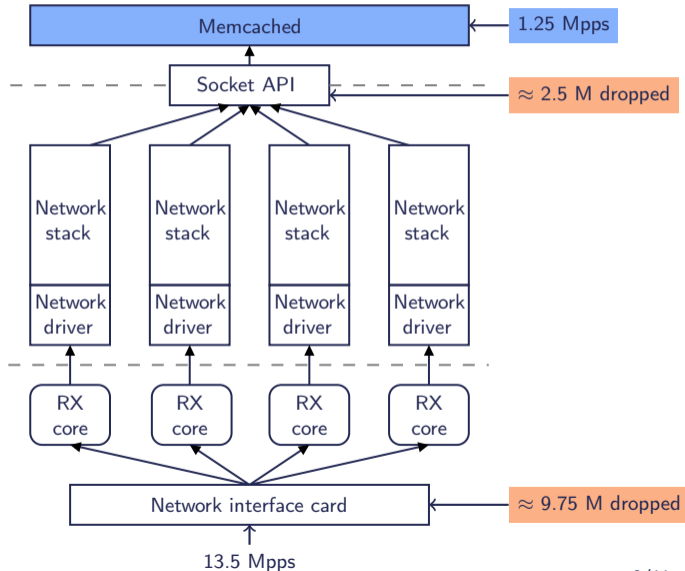 Memcached
1.25 Mpps
Socket API
≈ 2.5 M dropped
Network
stack
Network
stack
Network
stack
Network
stack
Network
driver
Network
driver
Network
driver
Network
driver
RX
core
RX
core
RX
core
RX
core
Network interface card
≈ 9.75 M dropped
13.5 Mpps